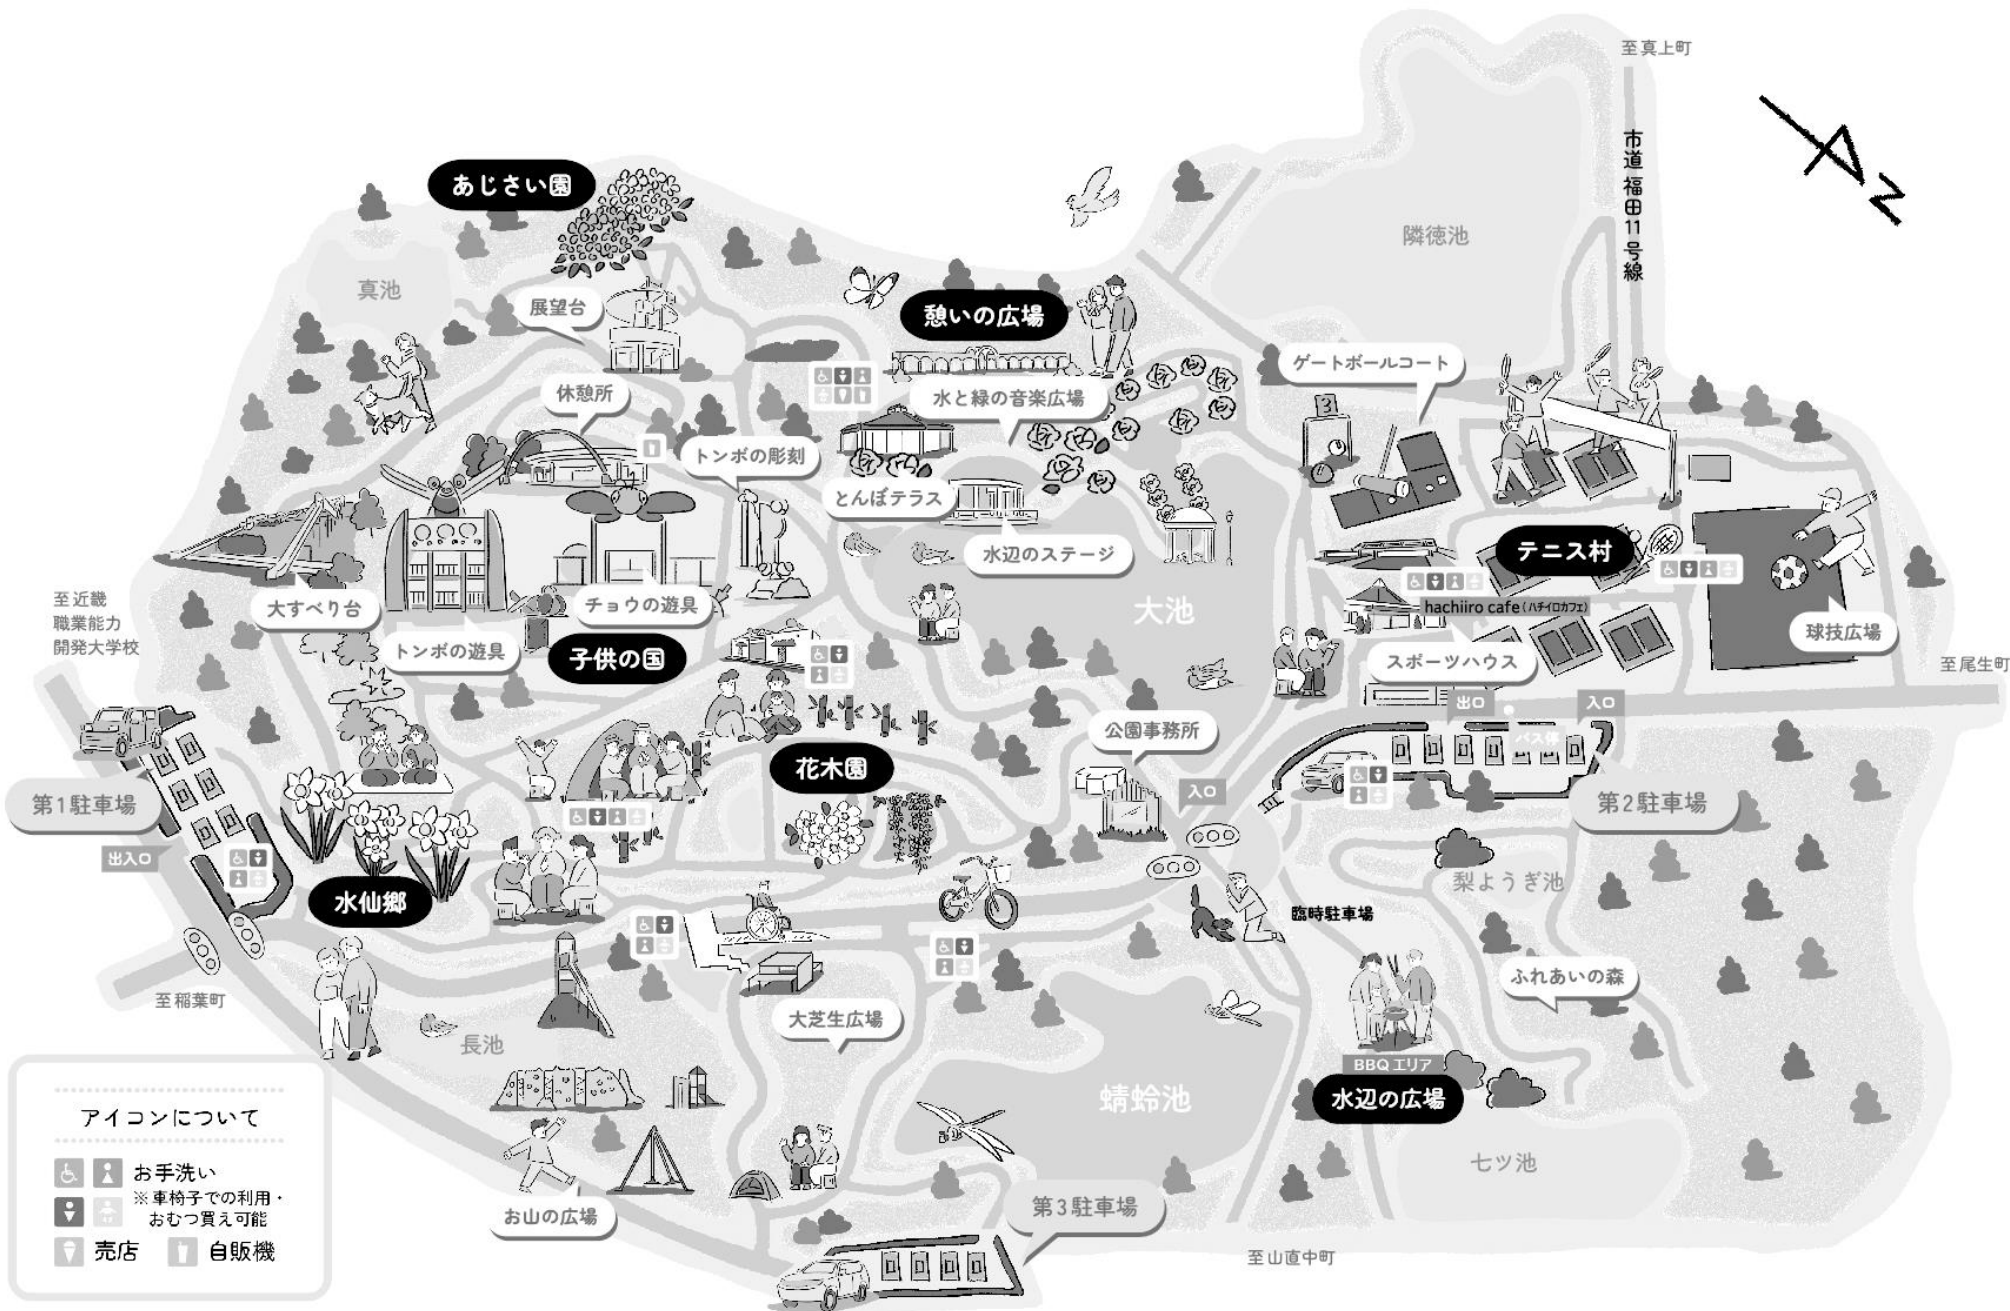 至真上町
市道 福田11号線
N
あじさい園
隣徳池
真池
展望台
憩いの広場
ゲートボールコート
休憩所
水と緑の音楽広場
トンボの彫刻
とんぼテラス
水辺のステージ
テニス村
大すべり台
チョウの遊具
大池
hachiiro cafe(ハチイロカフェ)
球技広場
至近畿
職業能力
開発大学校
トンボの遊具
子供の国
スポーツハウス
至尾生町
出口
入口
バス停
公園事務所
花木園
入口
第1駐車場
第2駐車場
出入口
水仙郷
梨ようぎ池
臨時駐車場
至稲葉町
ふれあいの森
大芝生広場
長池
BBQエリア
水辺の広場
蜻蛉池
七ツ池
第3駐車場
お山の広場
至山直中町
アイコンについて
お手洗い
※車椅子での利用・
おむつ買え可能
売店
自販機